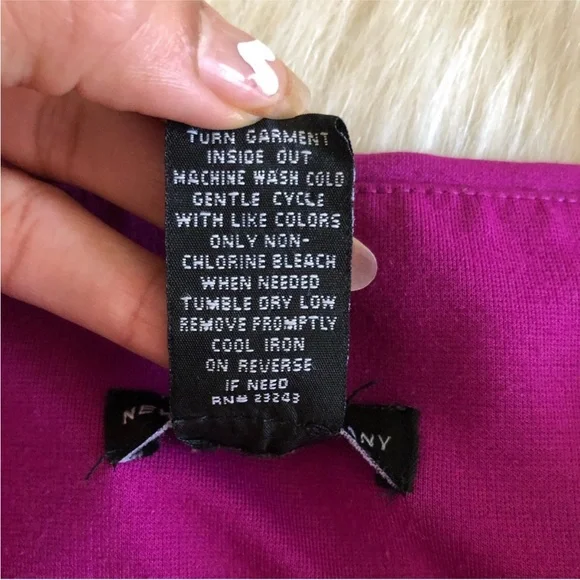 TURN GARMENT
INSIDE OUT
MACHINE WASH COLD
GENTLE CYCLE
WITH LIKE COLORS
ONLY NON-
CHLORINE BLEACH
WHEN NEEDED
TUMBLE DRY LOW
REMOVE PROMPTLY
COOL IRON
ON REVERSE
IF NEED
RN# 23243